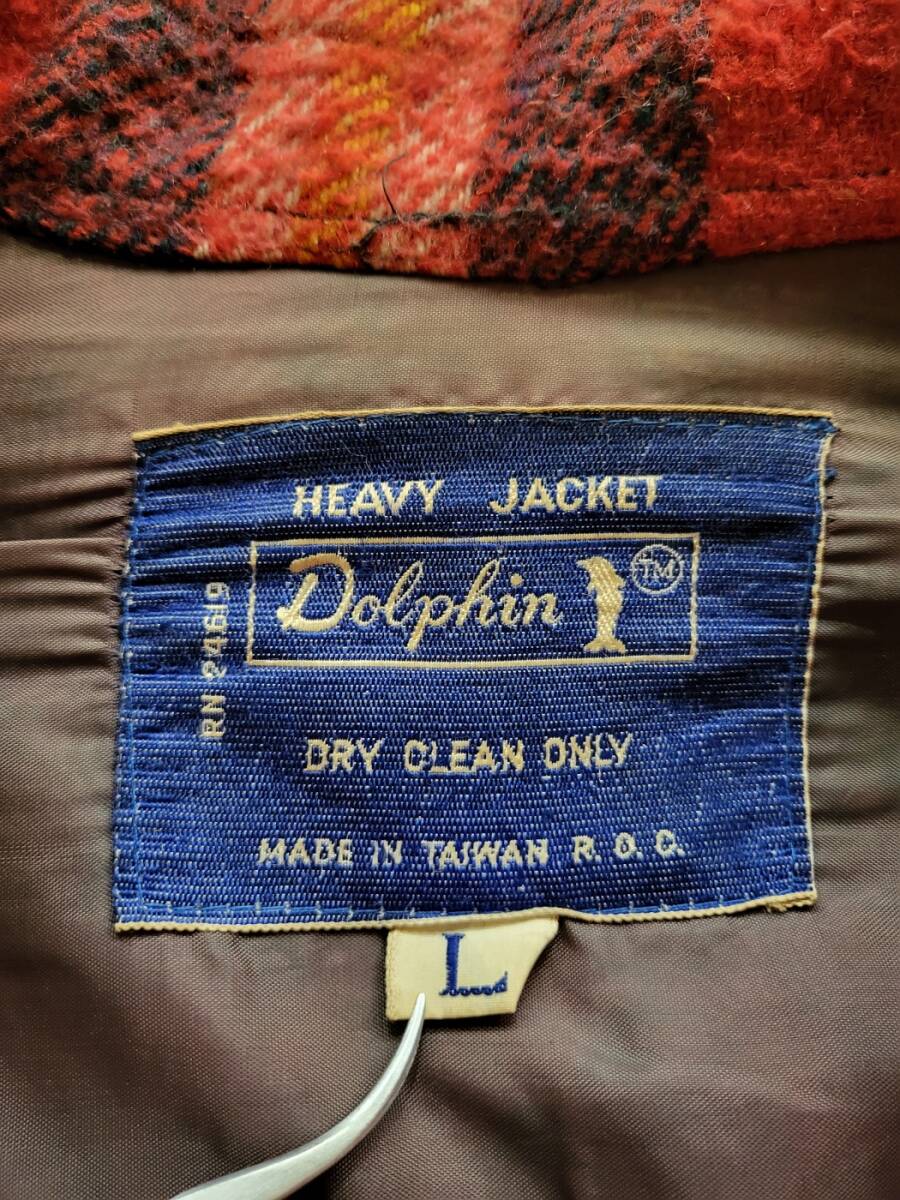 HEAVY JACKET
Dolphin TM
RN 24619
DRY CLEAN ONLY
MADE IN TAIWAN R.O.C.
L